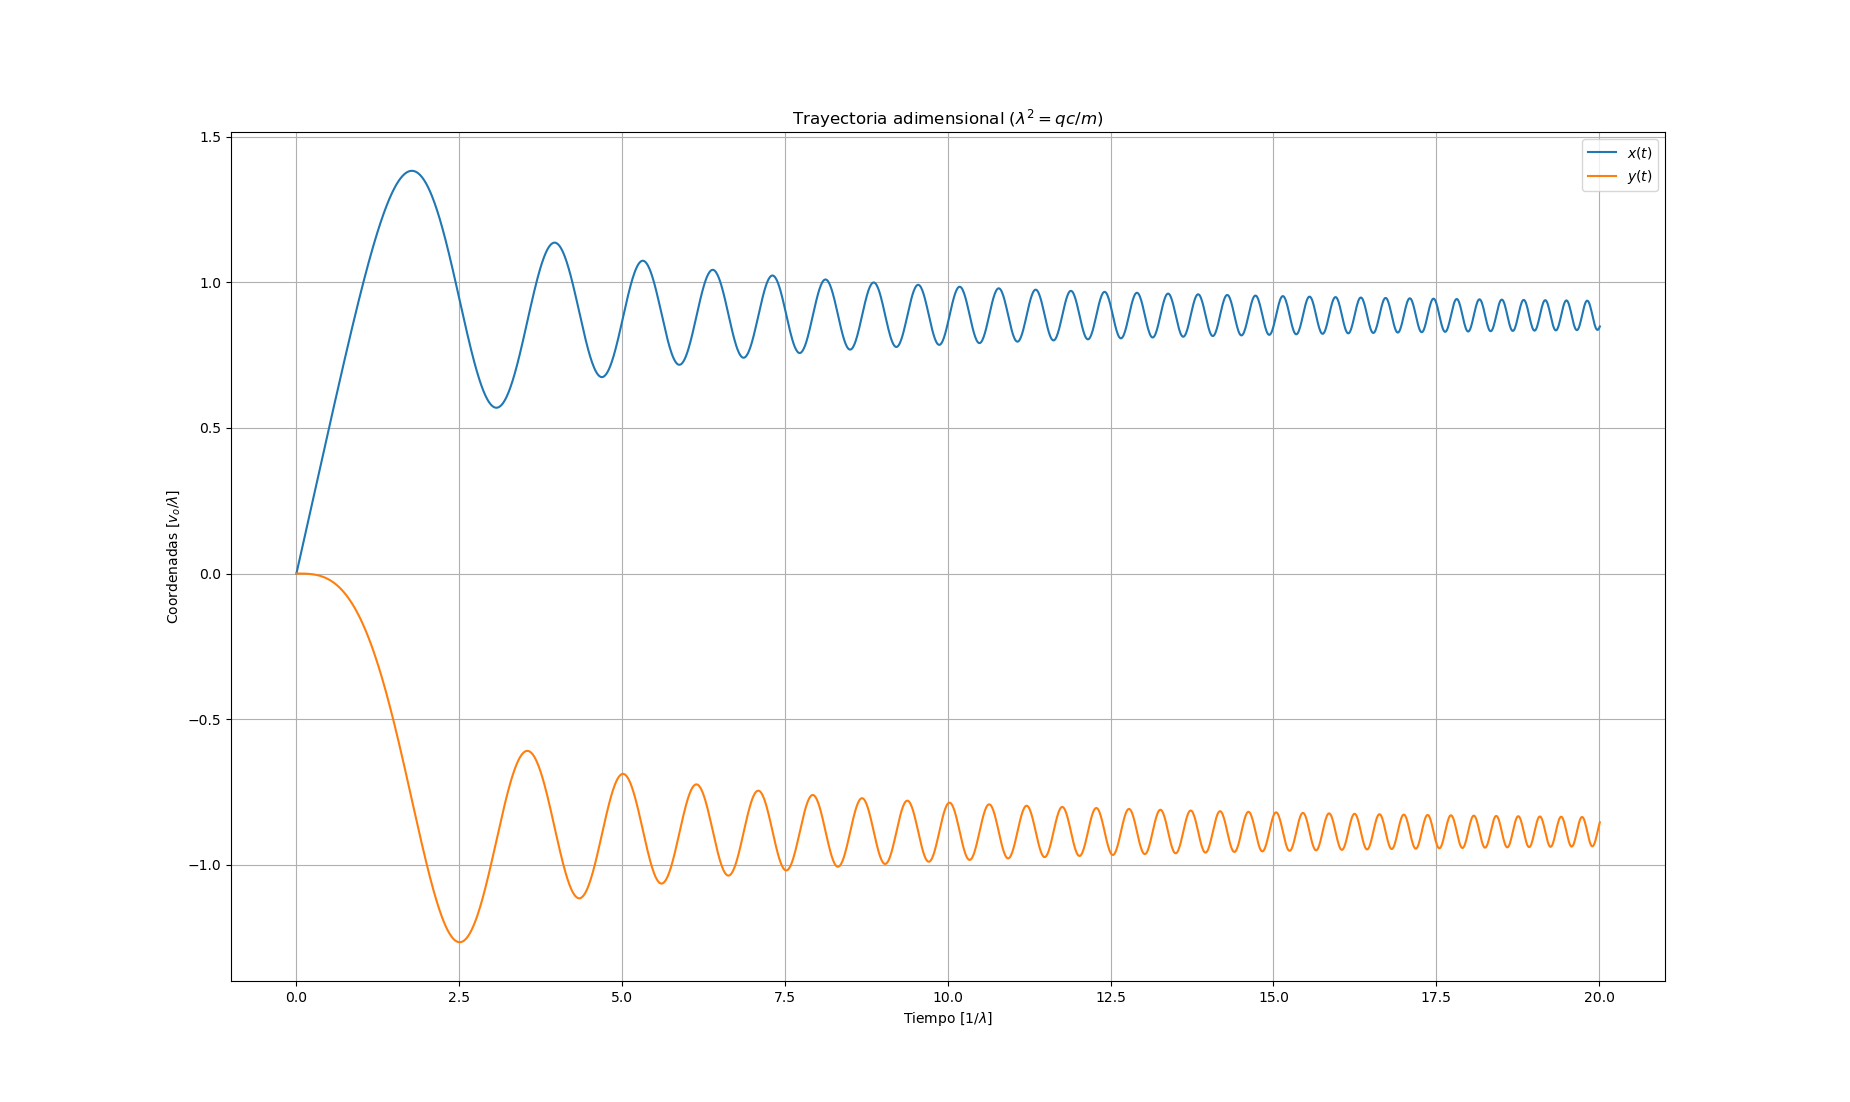 Trayectoria adimensional (λ² = qc/m)
x(t)
y(t)
Coordenadas [v₀/λ]
1.5
1.0
0.5
0.0
−0.5
−1.0
0.0 2.5 5.0 7.5 10.0 12.5 15.0 17.5 20.0
Tiempo [1/λ]